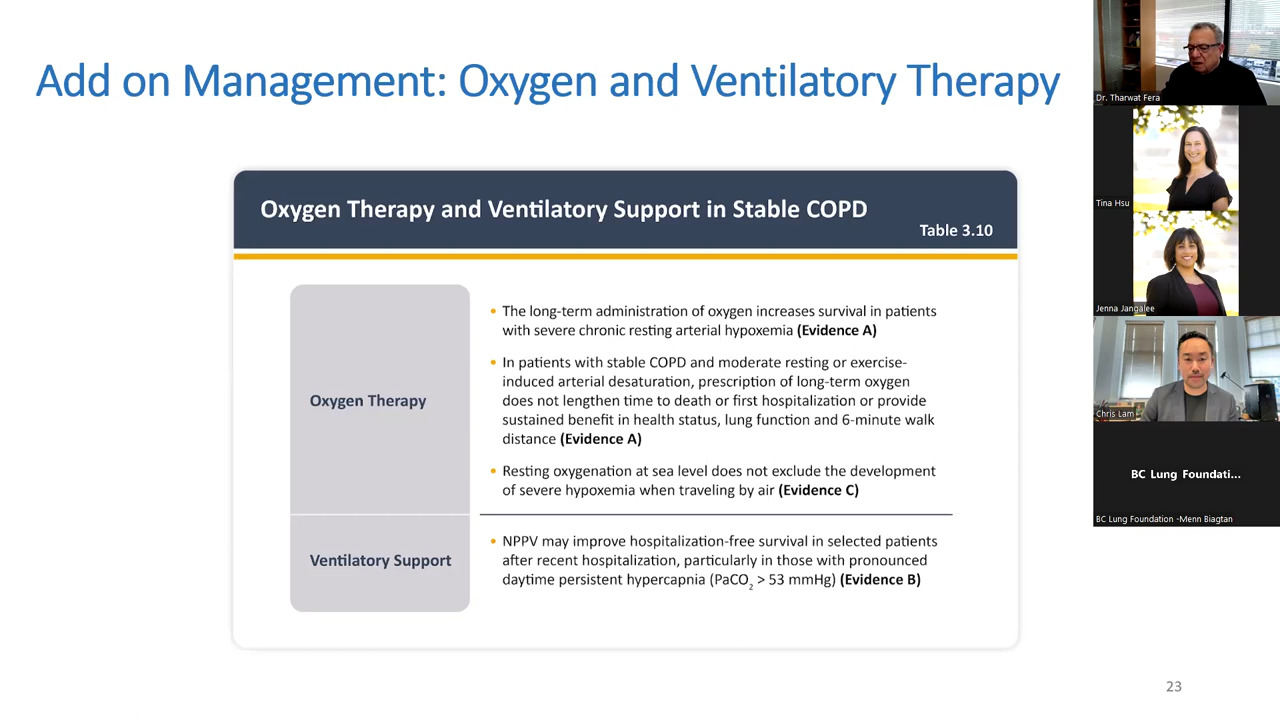 Add on Management: Oxygen and Ventilatory Therapy
Oxygen Therapy and Ventilatory Support in Stable COPD
Table 3.10
Oxygen Therapy
• The long-term administration of oxygen increases survival in patients
with severe chronic resting arterial hypoxemia (Evidence A)
• In patients with stable COPD and moderate resting or exercise-
induced arterial desaturation, prescription of long-term oxygen
does not lengthen time to death or first hospitalization or provide
sustained benefit in health status, lung function and 6-minute walk
distance (Evidence A)
• Resting oxygenation at sea level does not exclude the development
of severe hypoxemia when traveling by air (Evidence C)
Ventilatory Support
• NPPV may improve hospitalization-free survival in selected patients
after recent hospitalization, particularly in those with pronounced
daytime persistent hypercapnia (PaCO₂ > 53 mmHg) (Evidence B)
23
Dr. Tharwat Fera
Tina Hsu
Jenna Jangalee
Chris Lam
BC Lung Foundati...
BC Lung Foundation -Menn Biagtan